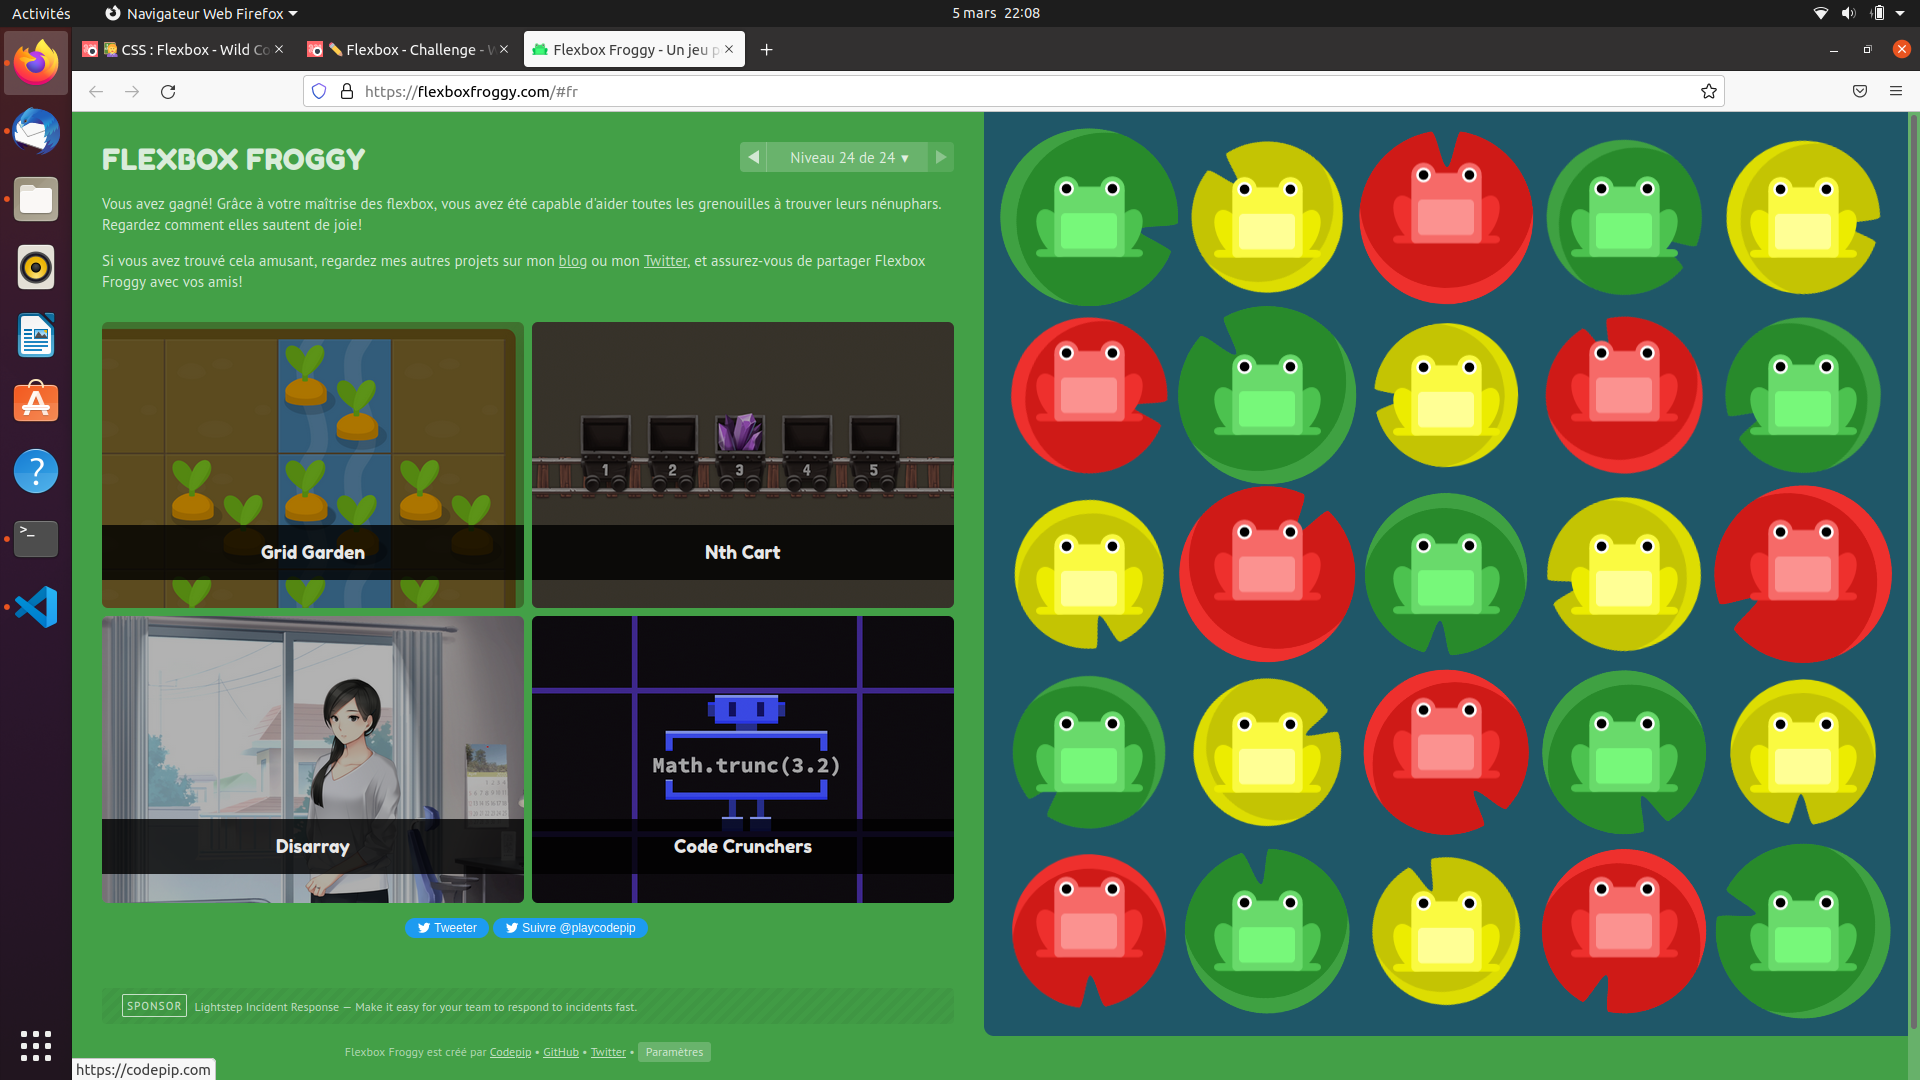 Activités
Navigateur Web Firefox
5 mars 22:08
CSS : Flexbox - Wild Co
Flexbox - Challenge - W
Flexbox Froggy - Un jeu p
https://flexboxfroggy.com/#fr
FLEXBOX FROGGY
Niveau 24 de 24 ▾
Vous avez gagné! Grâce à votre maîtrise des flexbox, vous avez été capable d'aider toutes les grenouilles à trouver leurs nénuphars.
Regardez comment elles sautent de joie!
Si vous avez trouvé cela amusant, regardez mes autres projets sur mon blog ou mon Twitter, et assurez-vous de partager Flexbox
Froggy avec vos amis!
1 2 3 4 5
Grid Garden
Nth Cart
Math.trunc(3.2)
Disarray
Code Crunchers
Tweeter
Suivre @playcodepip
SPONSOR Lightstep Incident Response — Make it easy for your team to respond to incidents fast.
Flexbox Froggy est créé par Codepip • GitHub • Twitter • Paramètres
https://codepip.com